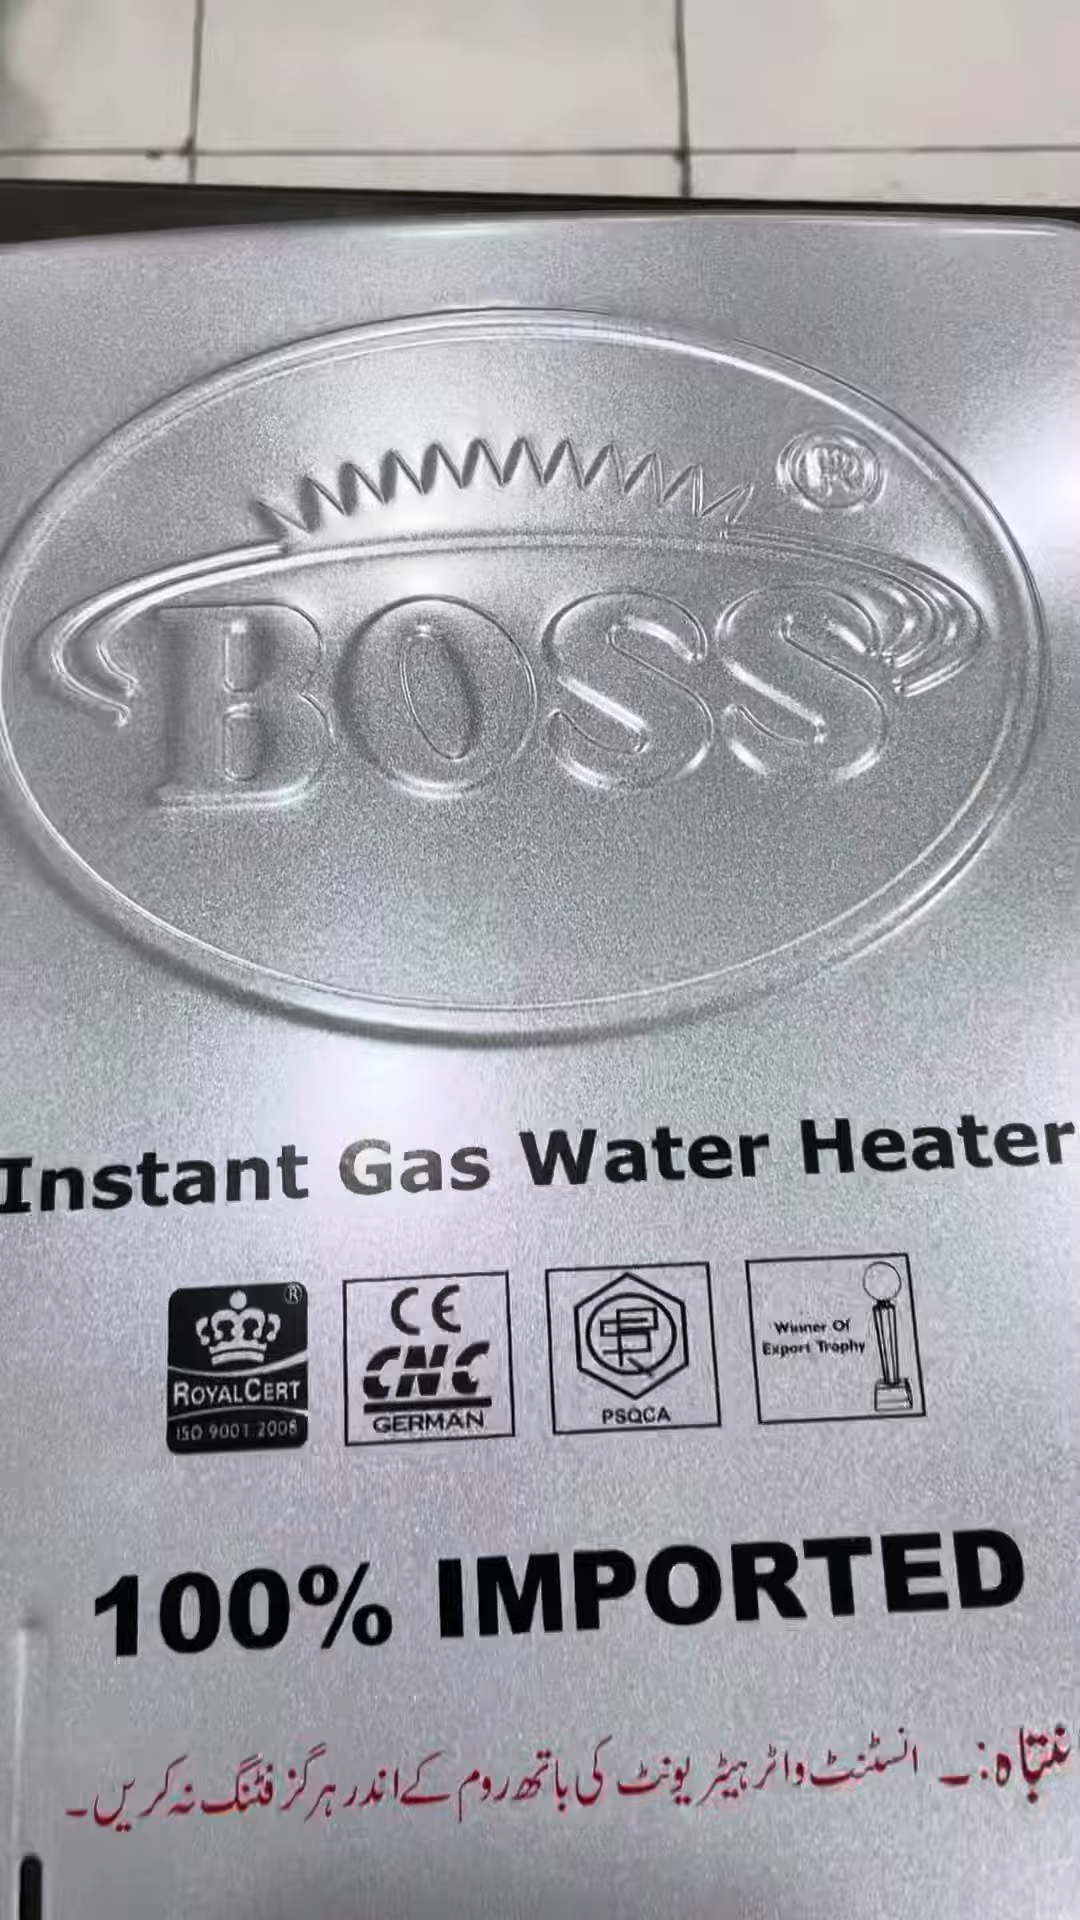 ®
BOSS
Instant Gas Water Heater
®
ROYALCERT
ISO 9001 2008
CE
CNC
GERMAN
PSQCA
Winner Of
Export Trophy
100% IMPORTED
انتباہ:۔ انسٹنٹ واٹر ہیٹر یونٹ کی باتھ روم کے اندر ہرگز فٹنگ نہ کریں۔